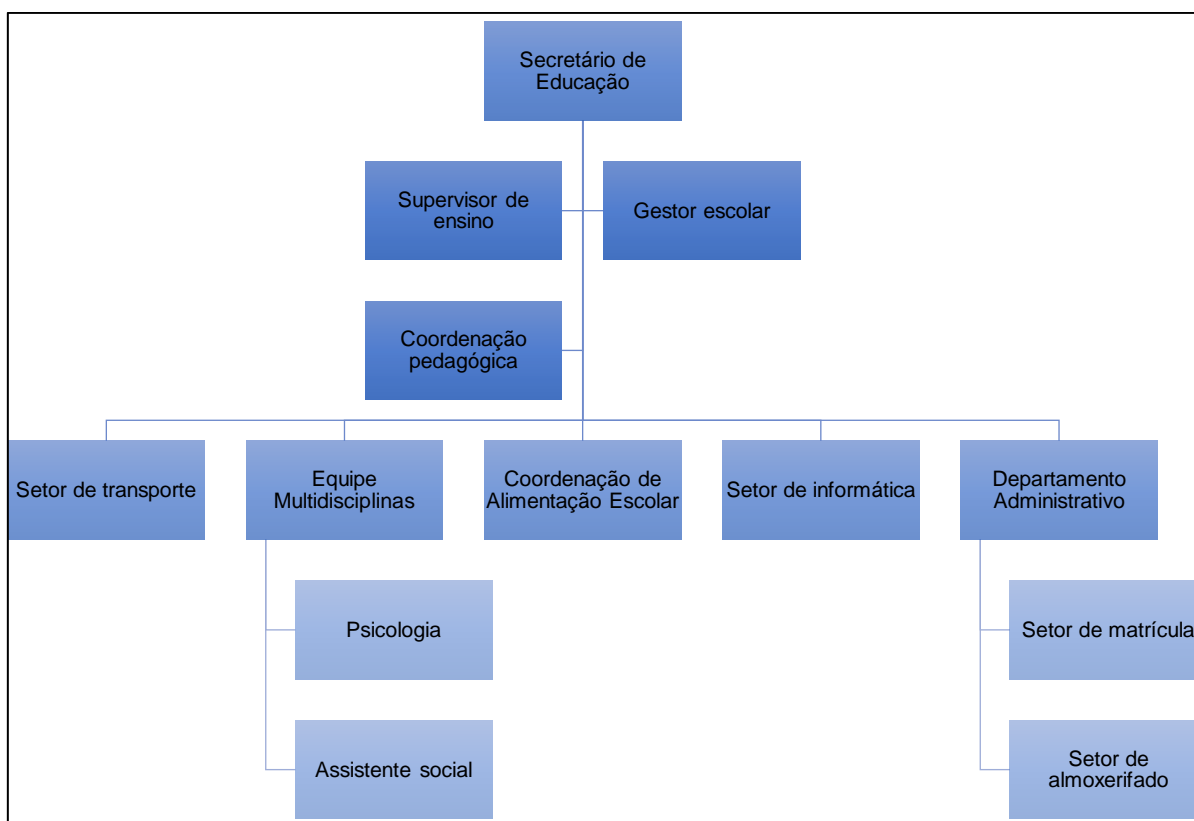 Secretário de
Educação
Supervisor de
ensino
Gestor escolar
Coordenação
pedagógica
Setor de transporte
Equipe
Multidisciplinas
Coordenação de
Alimentação Escolar
Setor de informática
Departamento
Administrativo
Psicologia
Setor de matrícula
Assistente social
Setor de
almoxerifado